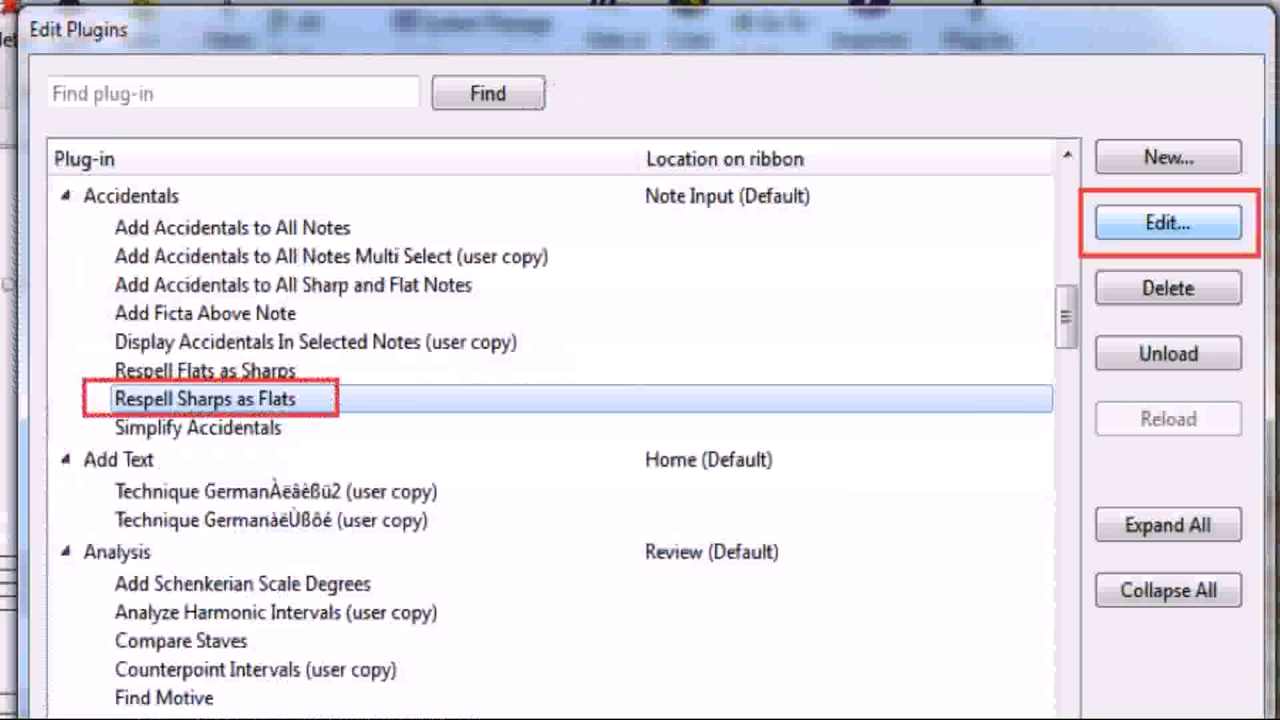 Edit Plugins
Find plug-in Find
Plug-in Location on ribbon New...
Accidentals Note Input (Default)
Add Accidentals to All Notes Edit...
Add Accidentals to All Notes Multi Select (user copy)
Add Accidentals to All Sharp and Flat Notes Delete
Add Ficta Above Note
Display Accidentals In Selected Notes (user copy) Unload
Respell Flats as Sharps
Respell Sharps as Flats
Simplify Accidentals Reload
Add Text Home (Default)
Technique GermanÀëâèßû2 (user copy)
Technique GermanàëÙßôé (user copy) Expand All
Analysis Review (Default)
Add Schenkerian Scale Degrees Collapse All
Analyze Harmonic Intervals (user copy)
Compare Staves
Counterpoint Intervals (user copy)
Find Motive